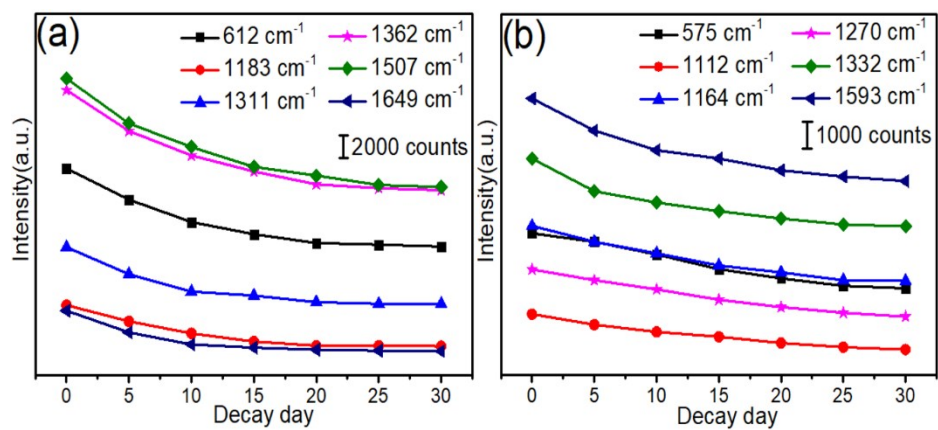 (a)
612 cm⁻¹
1362 cm⁻¹
1183 cm⁻¹
1507 cm⁻¹
1311 cm⁻¹
1649 cm⁻¹
2000 counts
Intensity(a.u.)
0 5 10 15 20 25 30
Decay day
(b)
575 cm⁻¹
1270 cm⁻¹
1112 cm⁻¹
1332 cm⁻¹
1164 cm⁻¹
1593 cm⁻¹
1000 counts
Intensity(a.u.)
0 5 10 15 20 25 30
Decay day